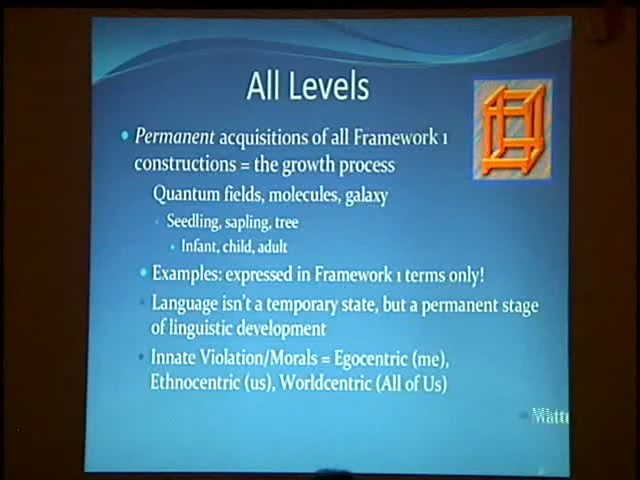 All Levels
• Permanent acquisitions of all Framework 1
constructions = the growth process
Quantum fields, molecules, galaxy
Seedling, sapling, tree
• Infant, child, adult
• Examples: expressed in Framework 1 terms only!
• Language isn't a temporary state, but a permanent stage
of linguistic development
• Innate Violation/Morals = Egocentric (me),
Ethnocentric (us), Worldcentric (All of Us)